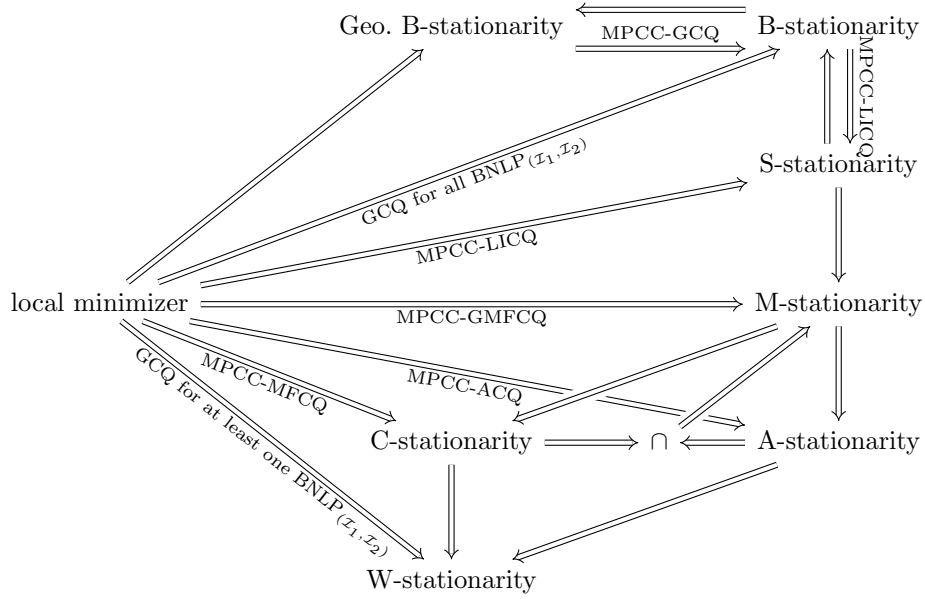 Geo. B-stationarity
B-stationarity
MPCC-GCQ
MPCC-LICQ
GCQ for all BNLP(𝓘₁,𝓘₂)
S-stationarity
MPCC-LICQ
local minimizer
M-stationarity
MPCC-GMFCQ
GCQ for at least one BNLP(𝓘₁,𝓘₂)
MPCC-MFCQ
MPCC-ACQ
C-stationarity
∩
A-stationarity
W-stationarity